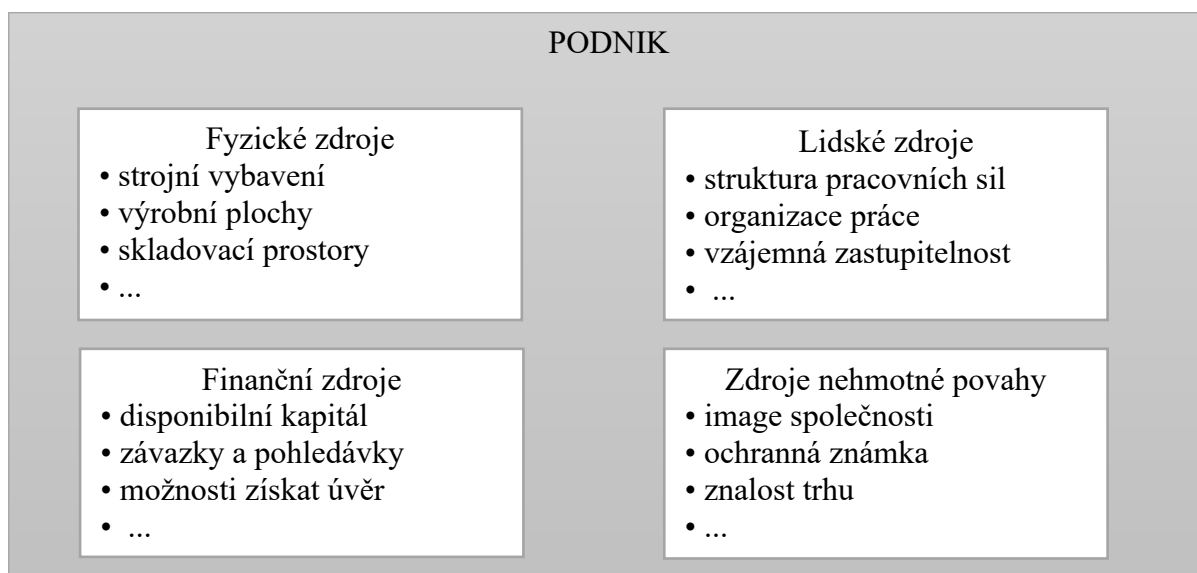 PODNIK
Fyzické zdroje
• strojní vybavení
• výrobní plochy
• skladovací prostory
• ...
Lidské zdroje
• struktura pracovních sil
• organizace práce
• vzájemná zastupitelnost
• ...
Finanční zdroje
• disponibilní kapitál
• závazky a pohledávky
• možnosti získat úvěr
• ...
Zdroje nehmotné povahy
• image společnosti
• ochranná známka
• znalost trhu
• ...